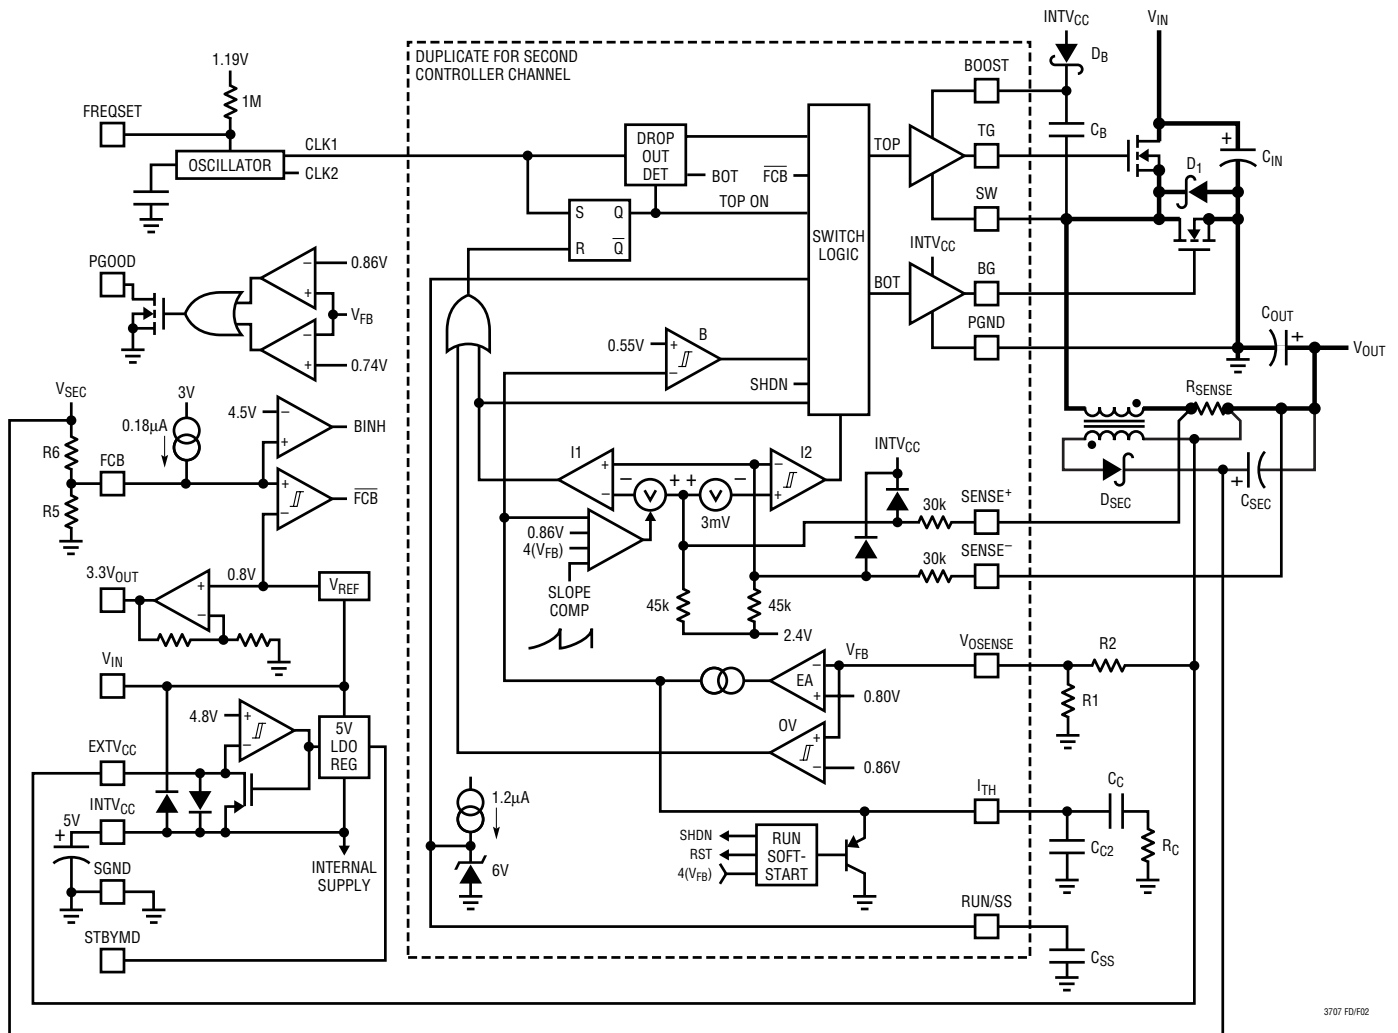 1.19V
1M
FREQSET
OSCILLATOR
CLK1
CLK2
PGOOD
−
0.86V
+
VFB
−
+
0.74V
VSEC
3V
0.18µA
R6
FCB
R5
4.5V
−
+
BINH
+
−
FCB
3.3VOUT
+
−
0.8V
VREF
VIN
4.8V
+
−
5V
LDO
REG
EXTVCC
INTVCC
5V
+
SGND
INTERNAL
SUPPLY
STBYMD
DUPLICATE FOR SECOND
CONTROLLER CHANNEL
DROP
OUT
DET
BOT
FCB
TOP ON
S Q
R Q
SWITCH
LOGIC
0.55V
+
−
B
SHDN
TOP
BOT
INTVCC
BOOST
TG
SW
BG
PGND
I1
+
−
− + + −
V V
3mV
I2
−
+
INTVCC
0.86V
4(VFB)
SLOPE
COMP
45k
45k
2.4V
30k
SENSE+
30k
SENSE−
VFB
VOSENSE
EA
−
+
0.80V
OV
+
−
0.86V
1.2µA
6V
ITH
SHDN
RST
4(VFB)
RUN
SOFT-
START
RUN/SS
INTVCC
VIN
DB
CB
D1
+
CIN
COUT
+
VOUT
RSENSE
DSEC
+
CSEC
R2
R1
CC
CC2
RC
CSS
3707 FD/F02